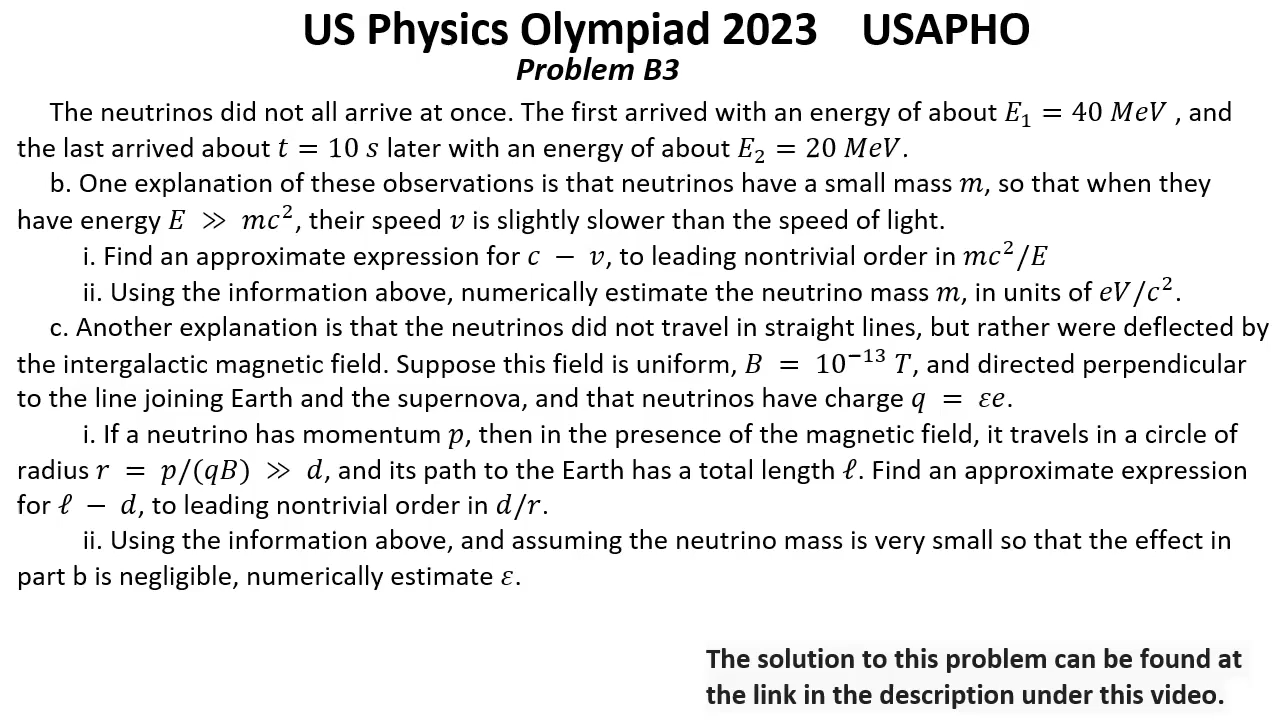 US Physics Olympiad 2023 USAPHO
Problem B3
The neutrinos did not all arrive at once. The first arrived with an energy of about E₁ = 40 MeV , and
the last arrived about t = 10 s later with an energy of about E₂ = 20 MeV.
b. One explanation of these observations is that neutrinos have a small mass m, so that when they
have energy E ≫ mc², their speed v is slightly slower than the speed of light.
i. Find an approximate expression for c − v, to leading nontrivial order in mc²/E
ii. Using the information above, numerically estimate the neutrino mass m, in units of eV/c².
c. Another explanation is that the neutrinos did not travel in straight lines, but rather were deflected by
the intergalactic magnetic field. Suppose this field is uniform, B = 10⁻¹³ T, and directed perpendicular
to the line joining Earth and the supernova, and that neutrinos have charge q = εe.
i. If a neutrino has momentum p, then in the presence of the magnetic field, it travels in a circle of
radius r = p/(qB) ≫ d, and its path to the Earth has a total length ℓ. Find an approximate expression
for ℓ − d, to leading nontrivial order in d/r.
ii. Using the information above, and assuming the neutrino mass is very small so that the effect in
part b is negligible, numerically estimate ε.
The solution to this problem can be found at
the link in the description under this video.